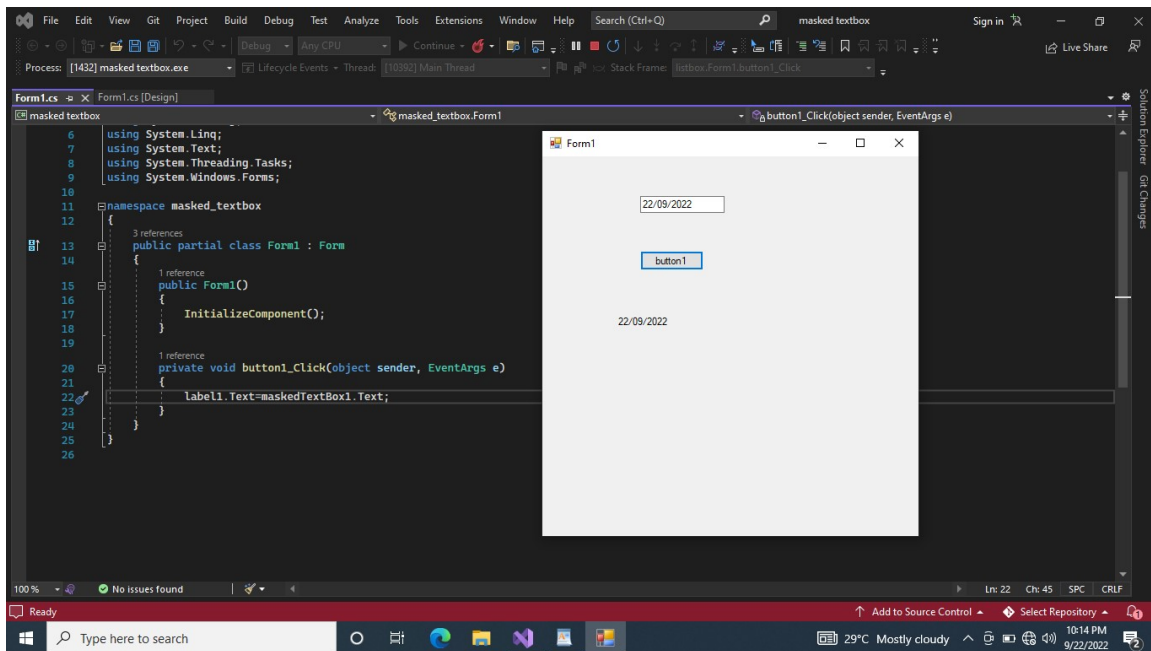 File Edit View Git Project Build Debug Test Analyze Tools Extensions Window Help Search (Ctrl+Q) masked textbox Sign in
Debug Any CPU Continue Live Share
Process: [1432] masked textbox.exe Lifecycle Events Thread: [10392] Main Thread Stack Frame: listbox.Form1.button1_Click
Form1.cs Form1.cs [Design]
masked textbox masked_textbox.Form1 button1_Click(object sender, EventArgs e)
6 using System.Linq;
7 using System.Text;
8 using System.Threading.Tasks;
9 using System.Windows.Forms;
10
11 namespace masked_textbox
12 {
3 references
13 public partial class Form1 : Form
14 {
1 reference
15 public Form1()
16 {
17 InitializeComponent();
18 }
19
1 reference
20 private void button1_Click(object sender, EventArgs e)
21 {
22 label1.Text=maskedTextBox1.Text;
23 }
24 }
25 }
26
Form1
22/09/2022
button1
22/09/2022
Solution Explorer
Git Changes
100 % No issues found Ln: 22 Ch: 45 SPC CRLF
Ready Add to Source Control Select Repository
Type here to search 29°C Mostly cloudy 10:14 PM
9/22/2022